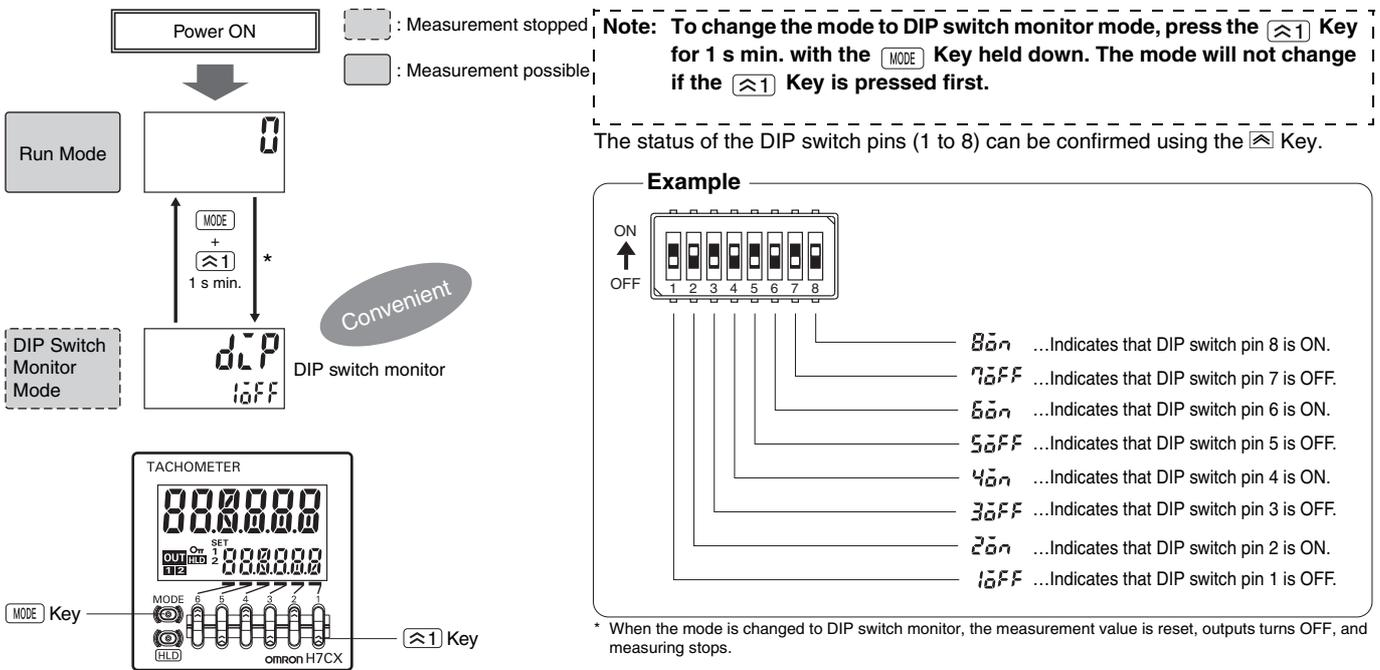 Power ON
: Measurement stopped
: Measurement possible
Run Mode
0
MODE
+
1
1 s min.
*
Convenient
DIP Switch
Monitor
Mode
dip
1oFF
DIP switch monitor
TACHOMETER
88.8.8.8.8
OUT HLD
1 2
SET
1
2
88.8.8.8.8
MODE 6 5 4 3 2 1
HLD
OMRON H7CX
MODE Key
1 Key
Note: To change the mode to DIP switch monitor mode, press the 1 Key
for 1 s min. with the MODE Key held down. The mode will not change
if the 1 Key is pressed first.
The status of the DIP switch pins (1 to 8) can be confirmed using the Key.
Example
ON
OFF
1 2 3 4 5 6 7 8
8on …Indicates that DIP switch pin 8 is ON.
7oFF …Indicates that DIP switch pin 7 is OFF.
6on …Indicates that DIP switch pin 6 is ON.
5oFF …Indicates that DIP switch pin 5 is OFF.
4on …Indicates that DIP switch pin 4 is ON.
3oFF …Indicates that DIP switch pin 3 is OFF.
2on …Indicates that DIP switch pin 2 is ON.
1oFF …Indicates that DIP switch pin 1 is OFF.
* When the mode is changed to DIP switch monitor, the measurement value is reset, outputs turns OFF, and
measuring stops.